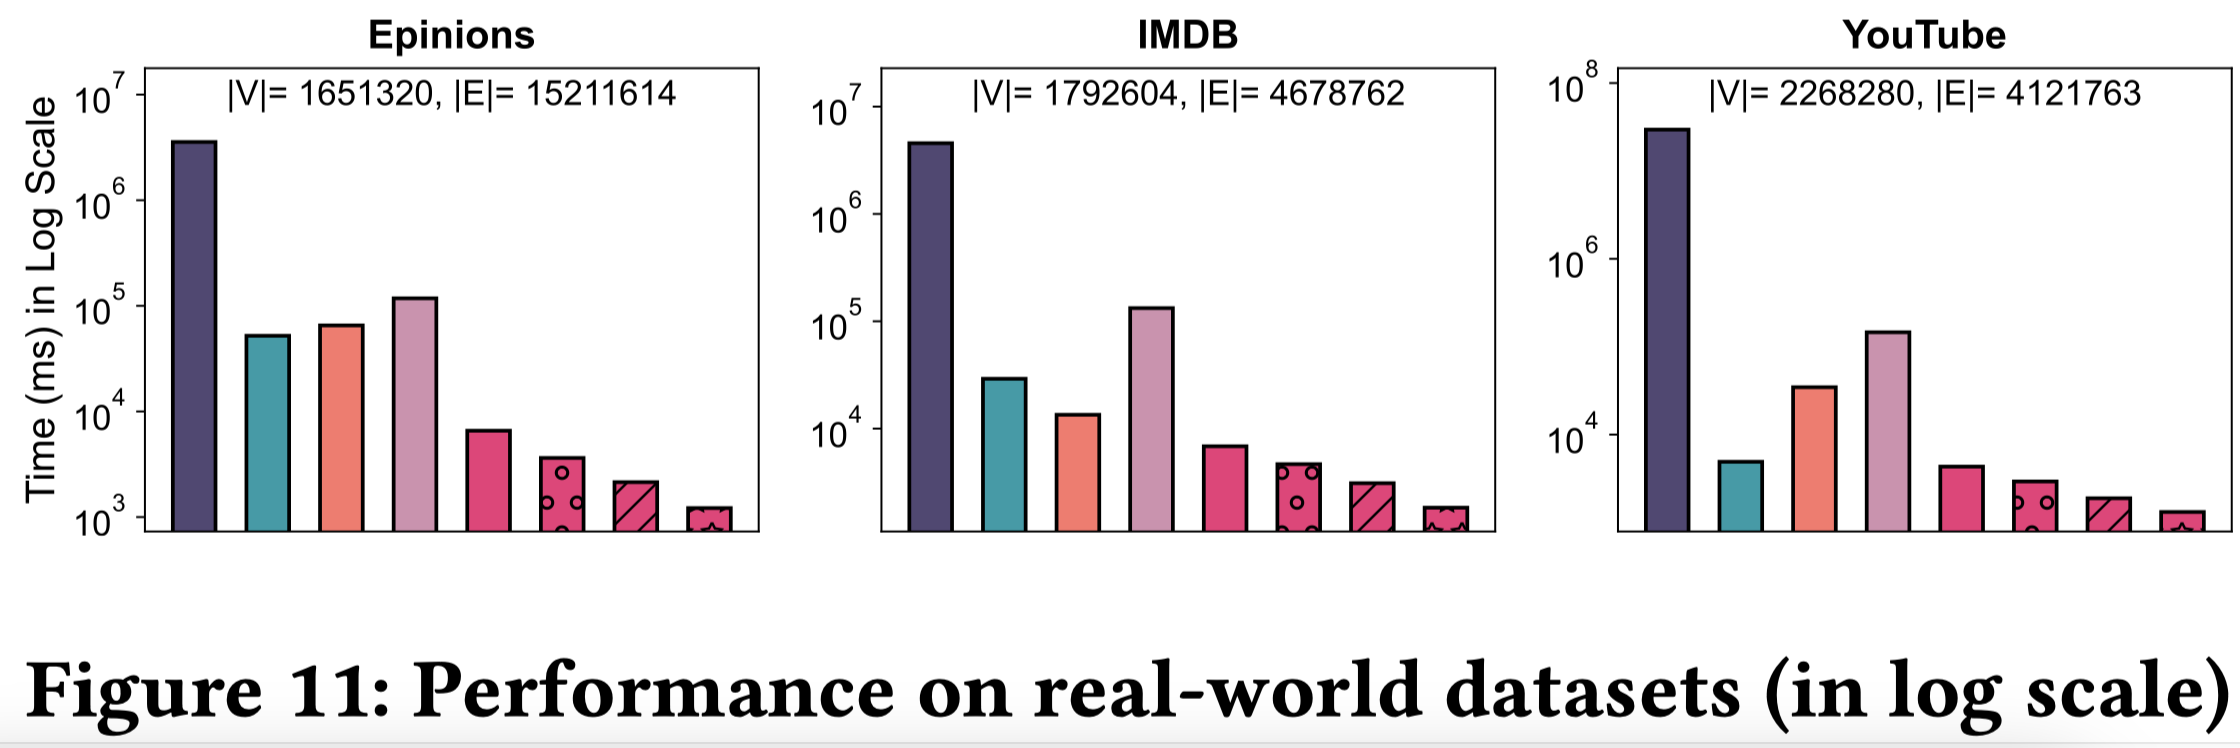 Epinions
IMDB
YouTube
Time (ms) in Log Scale
|V|= 1651320, |E|= 15211614
10^7
10^6
10^5
10^4
10^3
|V|= 1792604, |E|= 4678762
10^7
10^6
10^5
10^4
|V|= 2268280, |E|= 4121763
10^8
10^6
10^4
Figure 11: Performance on real-world datasets (in log scale)